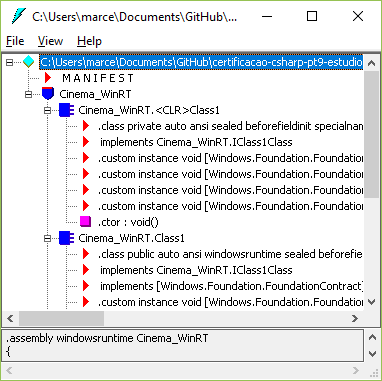 C:\Users\marce\Documents\GitHub\certificacao-csharp-pt9-estudio
File View Help
C:\Users\marce\Documents\GitHub\certificacao-csharp-pt9-estudio
M A N I F E S T
Cinema_WinRT
Cinema_WinRT.<CLR>Class1
.class private auto ansi sealed beforefieldinit specialnam
implements Cinema_WinRT.IClass1Class
.custom instance void [Windows.Foundation.Foundation
.custom instance void [Windows.Foundation.Foundation
.custom instance void [Windows.Foundation.Foundation
.custom instance void [Windows.Foundation.Foundation
.ctor : void()
Cinema_WinRT.Class1
.class public auto ansi windowsruntime sealed beforefie
implements Cinema_WinRT.IClass1Class
implements [Windows.Foundation.FoundationContract]
.custom instance void [Windows.Foundation.Foundation
.assembly windowsruntime Cinema_WinRT
{